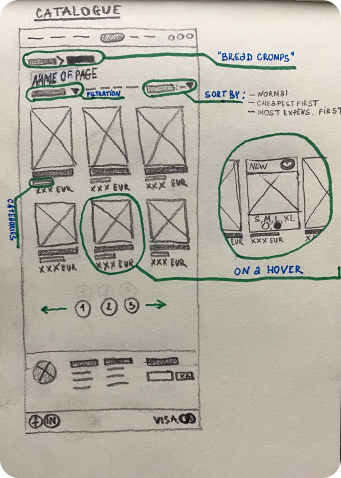 CATALOGUE
"BREAD CRUMPS"
NAME OF PAGE
FILTRATION
SORT BY: - NORMAL
- CHEAPEST FIRST
- MOST EXPENS. FIRST
CATEGORIES
XXX EUR
XXX EUR
XXX EUR
NEW
S, M, L, XL
EUR
XXX EUR
XX
XXX EUR
XXX EUR
XXX EUR
ON a HOVER
1 2 3
IN
VISA